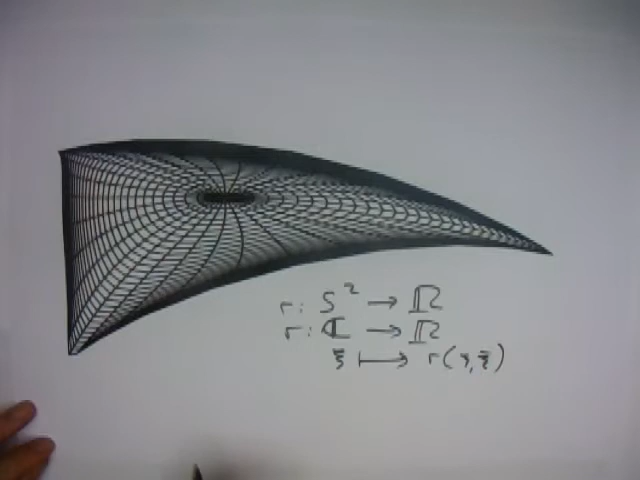 r: S² → ℝ
r: ℂ → ℝ
ξ ↦ r(ξ, ξ̄)